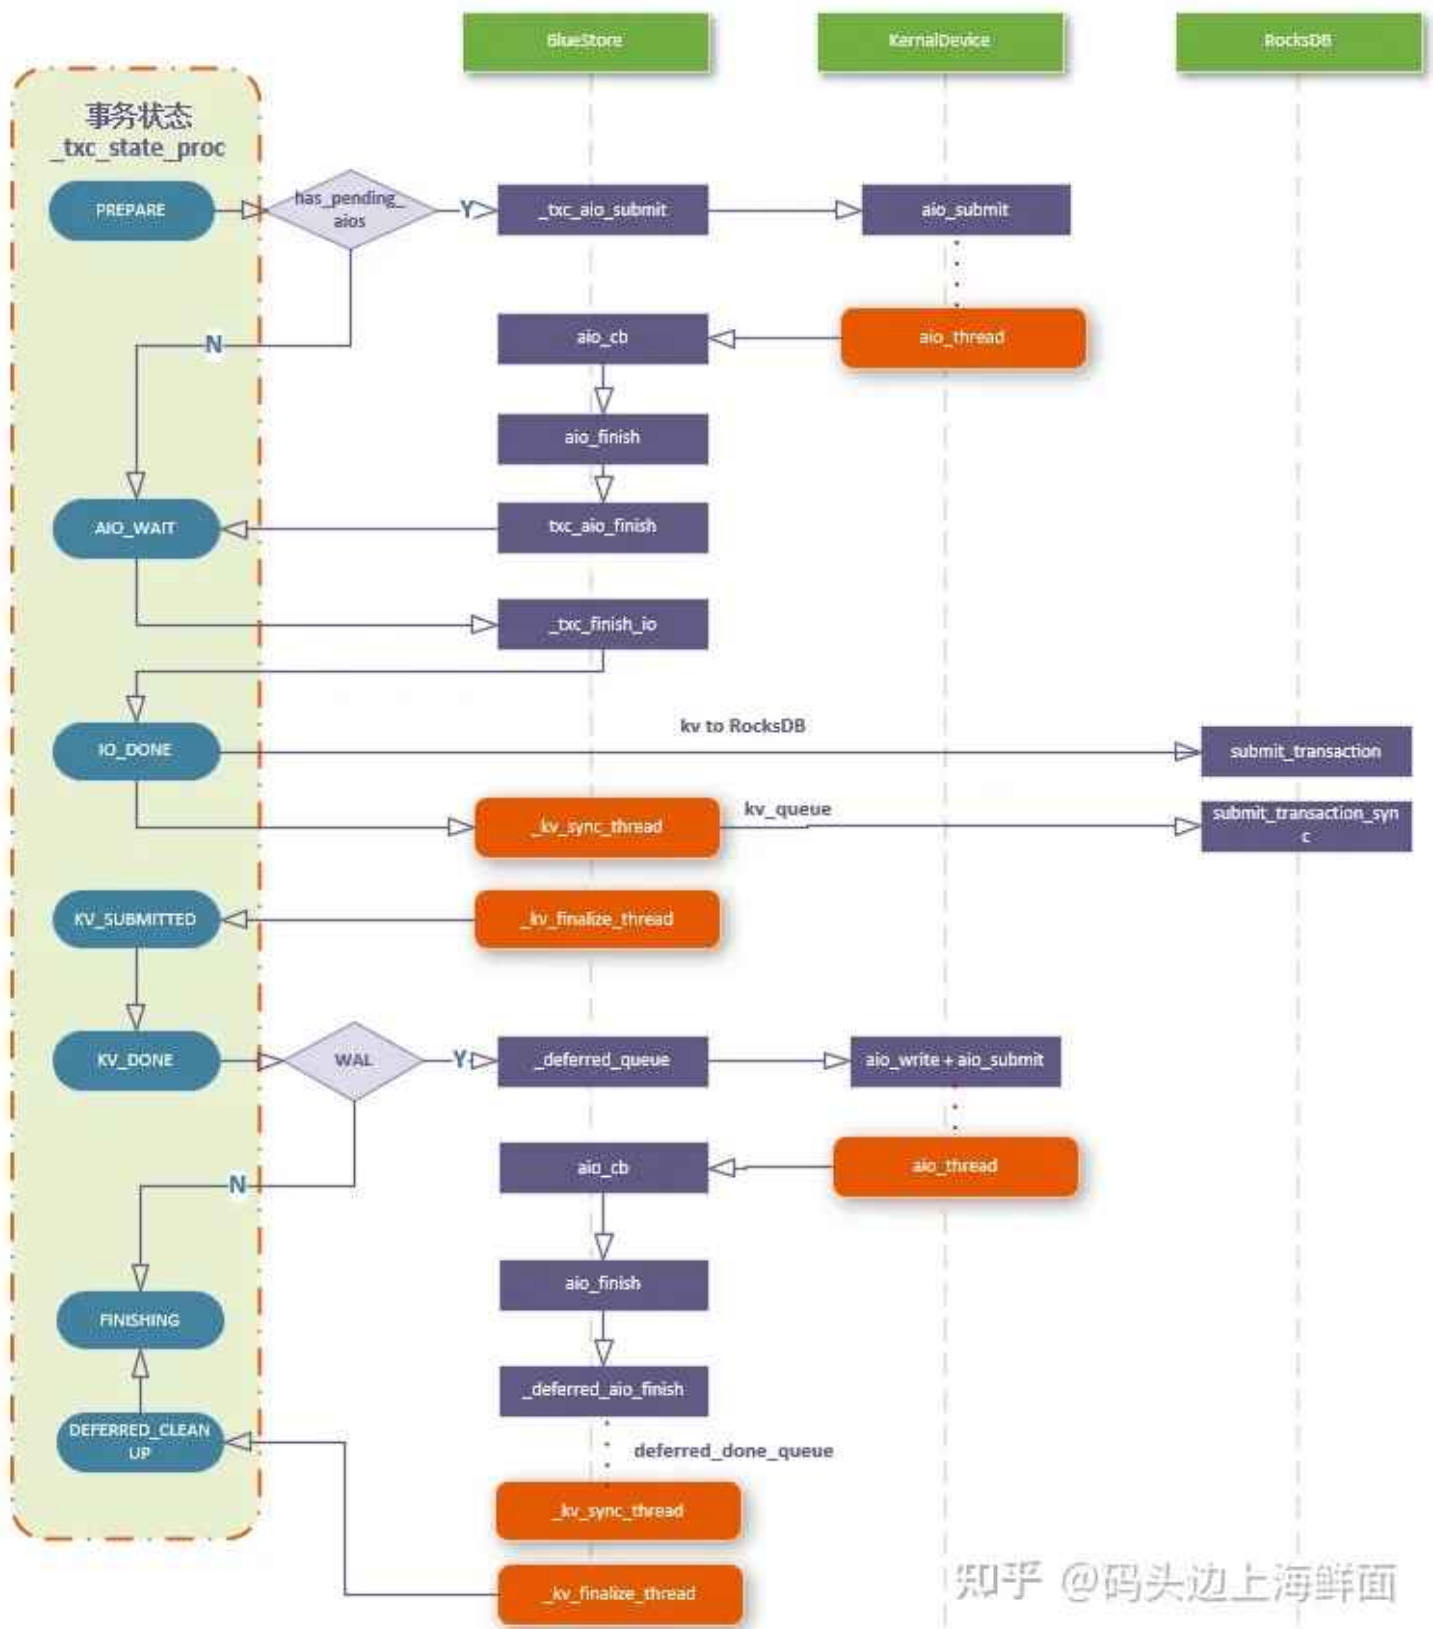 BlueStore
KernalDevice
RocksDB
事务状态
_txc_state_proc
PREPARE
has_pending_
aios
Y
_txc_aio_submit
aio_submit
aio_cb
aio_thread
N
aio_finish
AIO_WAIT
txc_aio_finish
_txc_finish_io
kv to RocksDB
IO_DONE
submit_transaction
_kv_sync_thread
kv_queue
submit_transaction_syn
c
KV_SUBMITTED
_kv_finalize_thread
KV_DONE
WAL
Y
_deferred_queue
aio_write + aio_submit
aio_cb
aio_thread
N
aio_finish
FINISHING
_deferred_aio_finish
DEFERRED_CLEAN
UP
deferred_done_queue
_kv_sync_thread
_kv_finalize_thread
知乎 @码头边上海鲜面